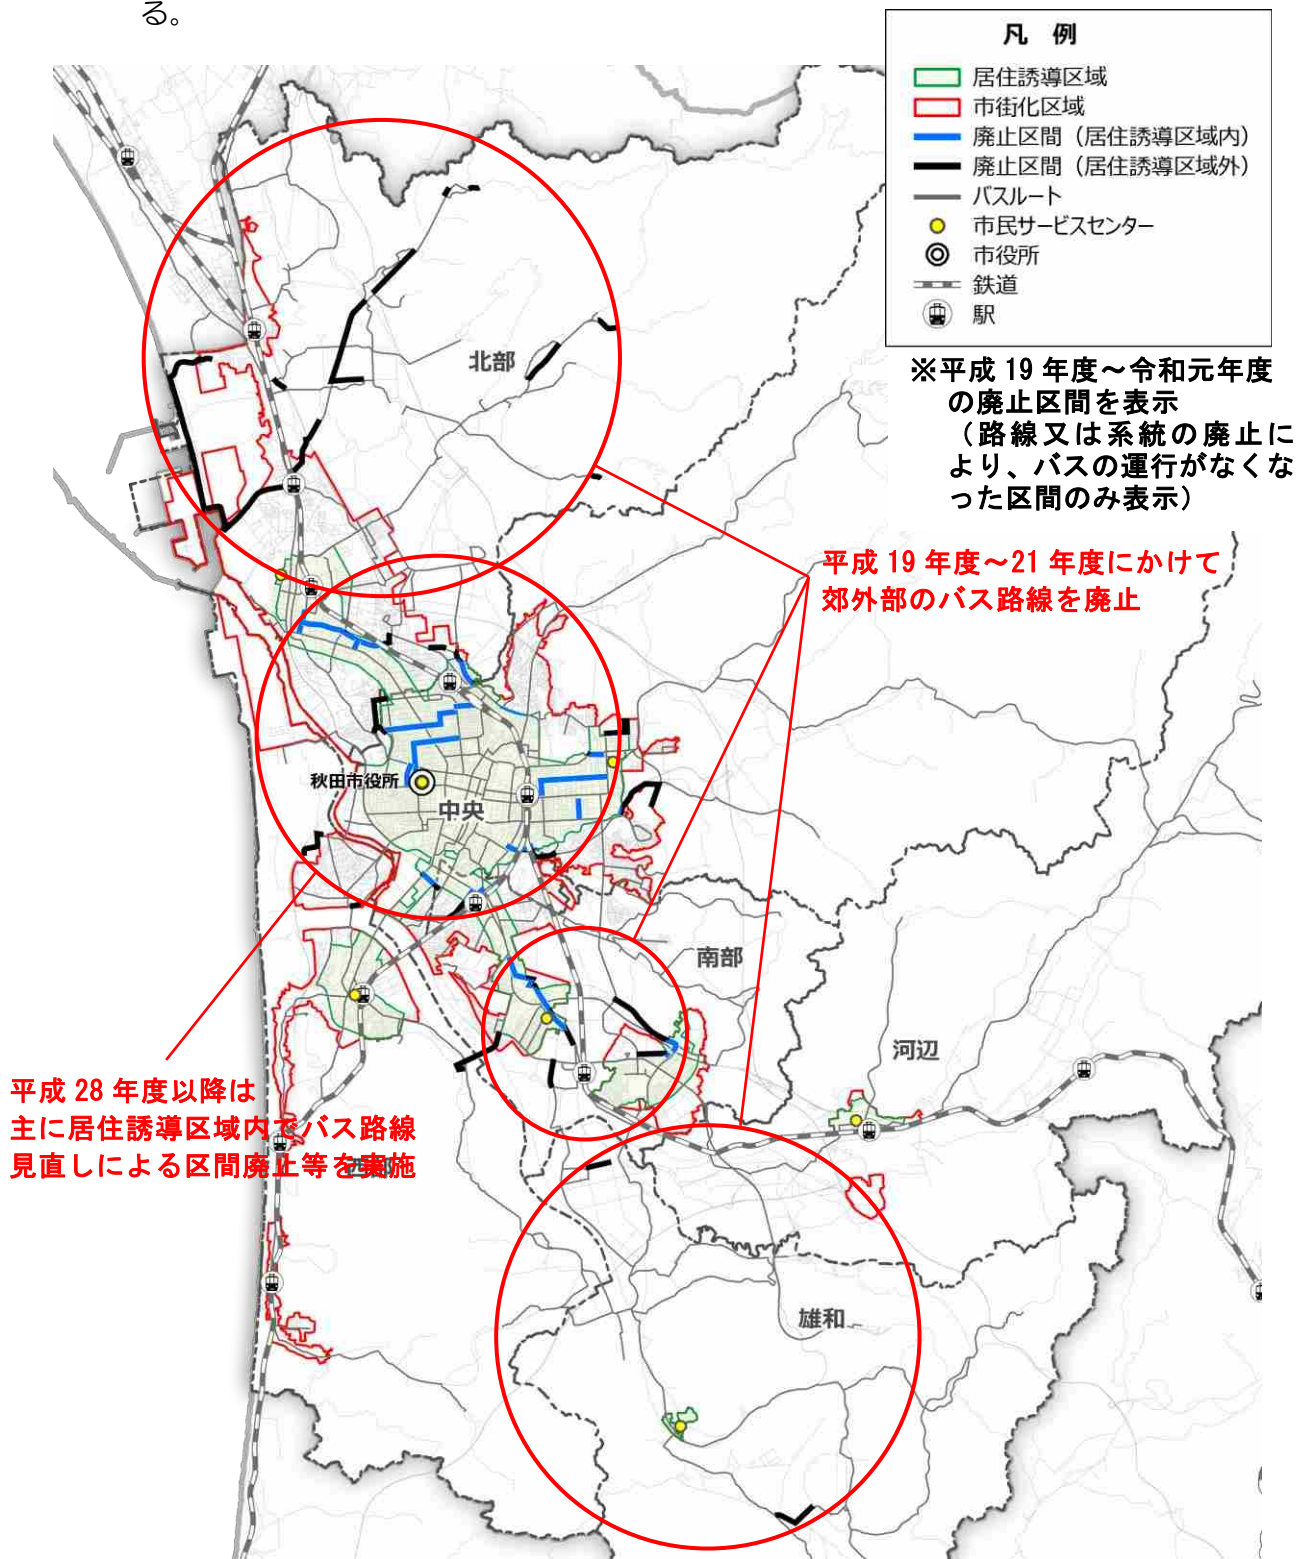 る。
凡 例
居住誘導区域
市街化区域
廃止区間（居住誘導区域内）
廃止区間（居住誘導区域外）
バスルート
市民サービスセンター
市役所
鉄道
駅
※平成 19 年度～令和元年度
の廃止区間を表示
（路線又は系統の廃止に
より、バスの運行がなくな
った区間のみ表示）
北部
平成 19 年度～21 年度にかけて
郊外部のバス路線を廃止
秋田市役所
中央
南部
河辺
平成 28 年度以降は
主に居住誘導区域内でバス路線
見直しによる区間廃止等を実施
雄和